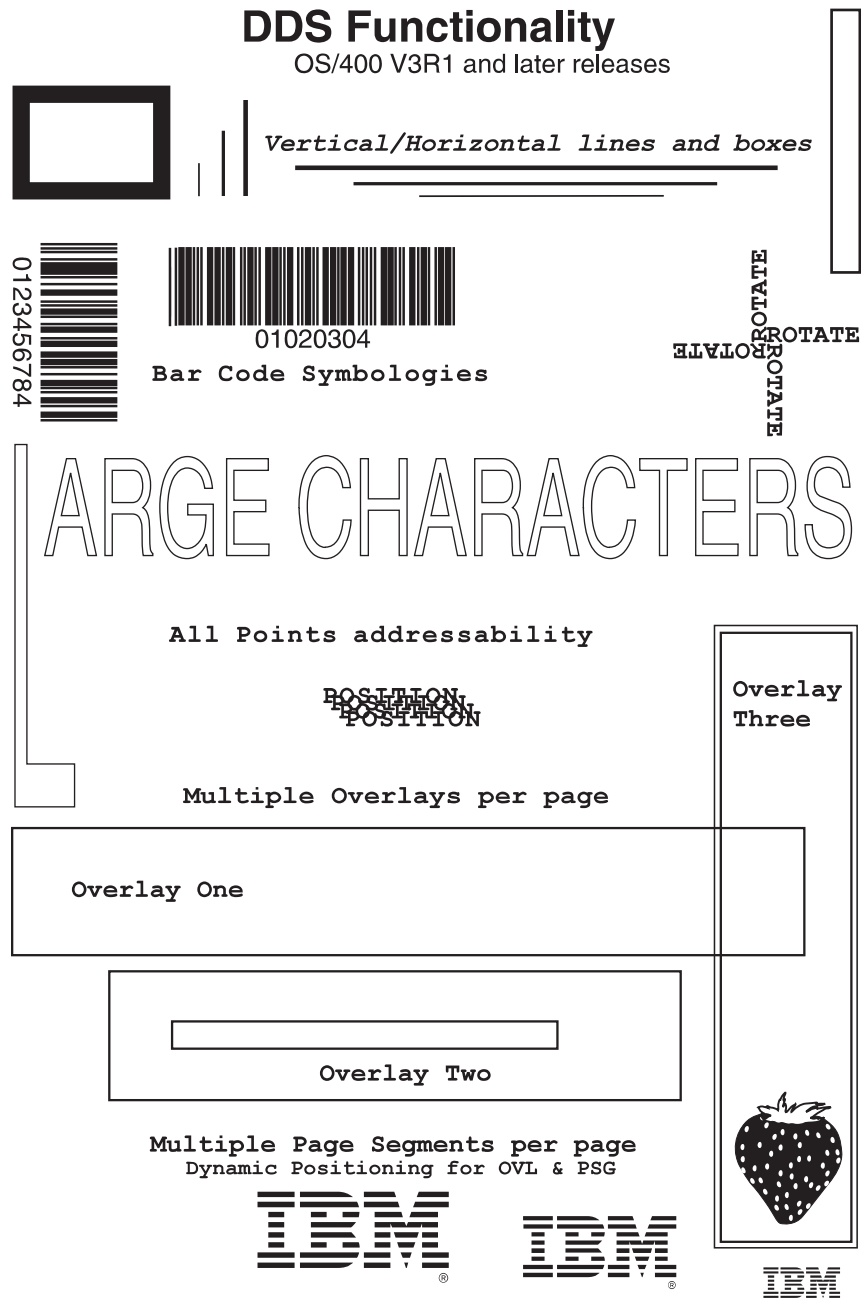 DDS Functionality
OS/400 V3R1 and later releases
Vertical/Horizontal lines and boxes
0123456784
01020304
Bar Code Symbologies
ROTATE
ROTATE
ROTATE
ROTATE
LARGE CHARACTERS
All Points addressability
POSITION
POSITION
POSITION
POSITION
Overlay
Three
Multiple Overlays per page
Overlay One
Overlay Two
Multiple Page Segments per page
Dynamic Positioning for OVL & PSG
IBM®
IBM®
IBM